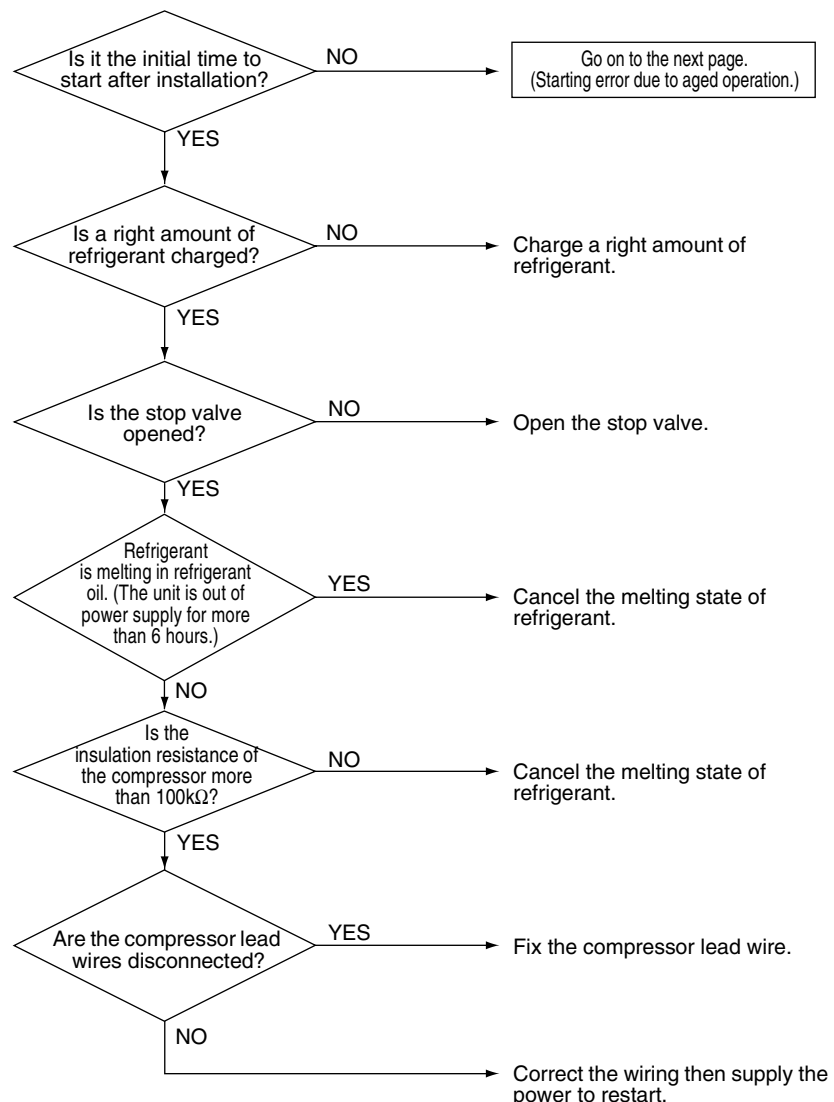 Is it the initial time to
start after installation?
NO
Go on to the next page.
(Starting error due to aged operation.)
YES
Is a right amount of
refrigerant charged?
NO
Charge a right amount of
refrigerant.
YES
Is the stop valve
opened?
NO
Open the stop valve.
YES
Refrigerant
is melting in refrigerant
oil. (The unit is out of
power supply for more
than 6 hours.)
YES
Cancel the melting state of
refrigerant.
NO
Is the
insulation resistance of
the compressor more
than 100kΩ?
NO
Cancel the melting state of
refrigerant.
YES
Are the compressor lead
wires disconnected?
YES
Fix the compressor lead wire.
NO
Correct the wiring then supply the
power to restart.